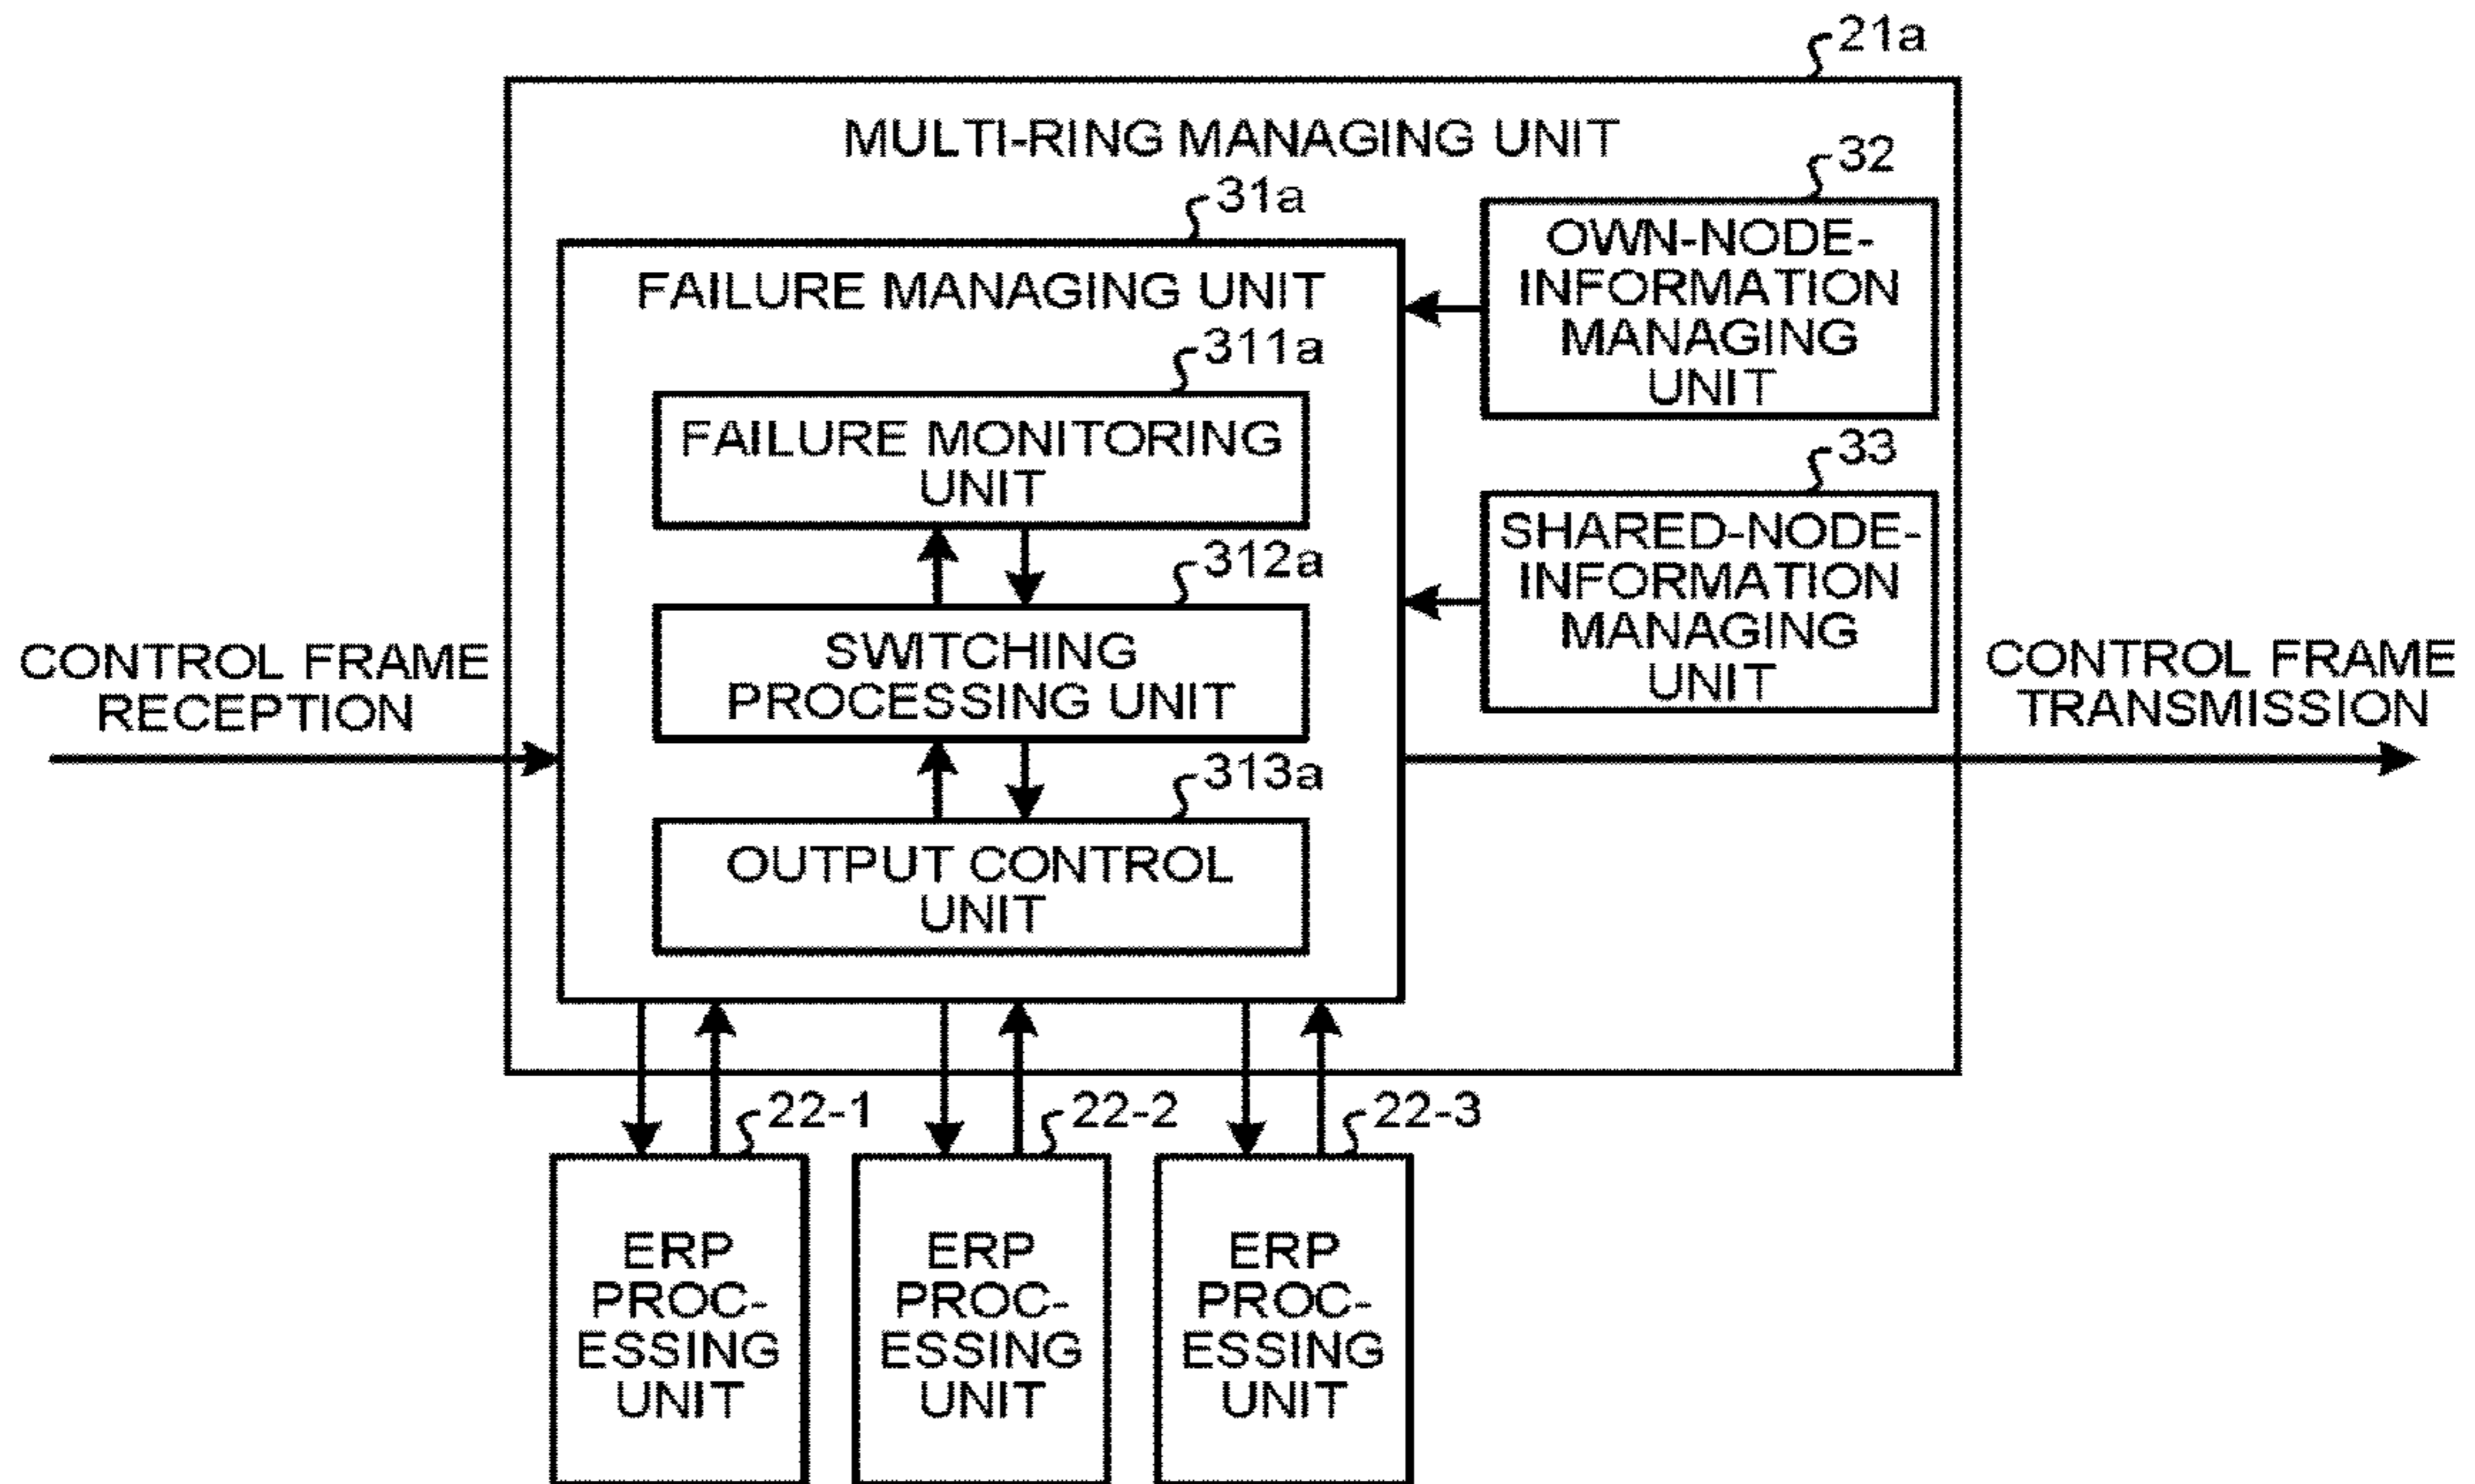 21a
MULTI-RING MANAGING UNIT
31a
32
FAILURE MANAGING UNIT
OWN-NODE-
INFORMATION
MANAGING
UNIT
311a
FAILURE MONITORING
UNIT
33
SHARED-NODE-
INFORMATION
MANAGING
UNIT
312a
SWITCHING
PROCESSING UNIT
CONTROL FRAME
RECEPTION
CONTROL FRAME
TRANSMISSION
313a
OUTPUT CONTROL
UNIT
22-1
22-2
22-3
ERP
PROC-
ESSING
UNIT
ERP
PROC-
ESSING
UNIT
ERP
PROC-
ESSING
UNIT